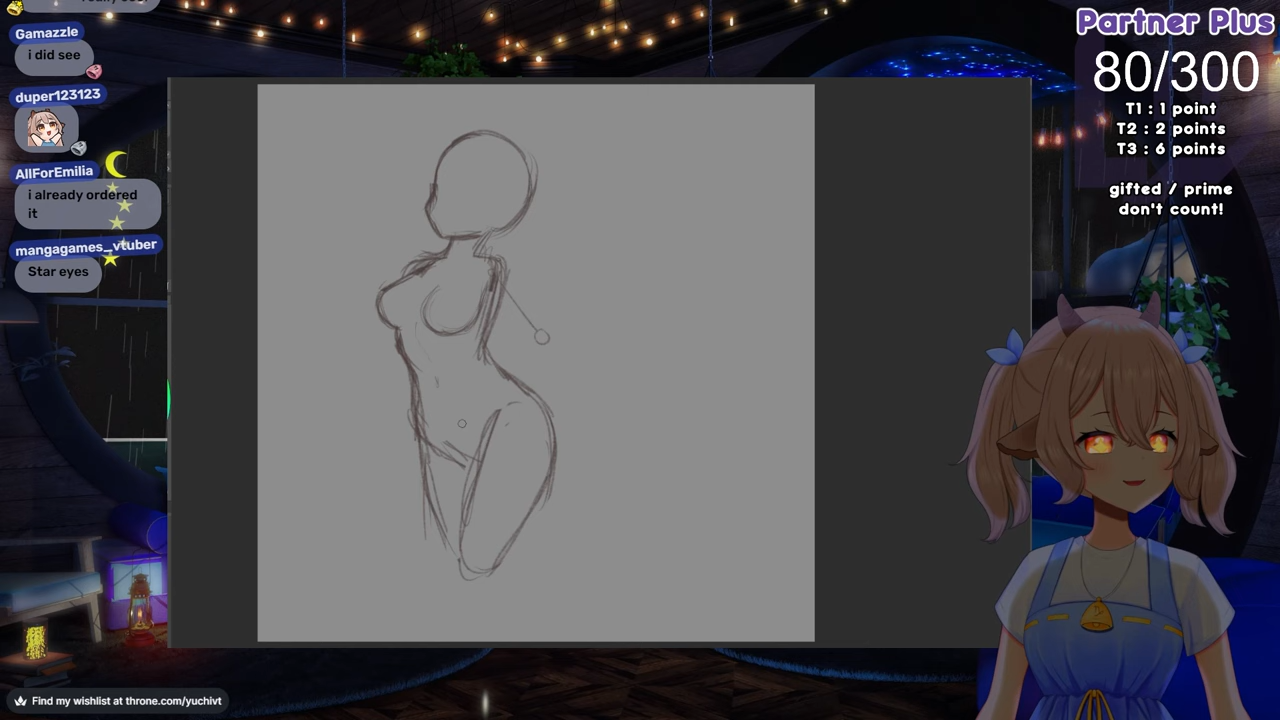 Gamazzle
i did see
duper123123
AllForEmilia
i already ordered
it
mangagames_vtuber
Star eyes
Find my wishlist at throne.com/yuchivt
Partner Plus
80/300
T1 : 1 point
T2 : 2 points
T3 : 6 points
gifted / prime
don't count!